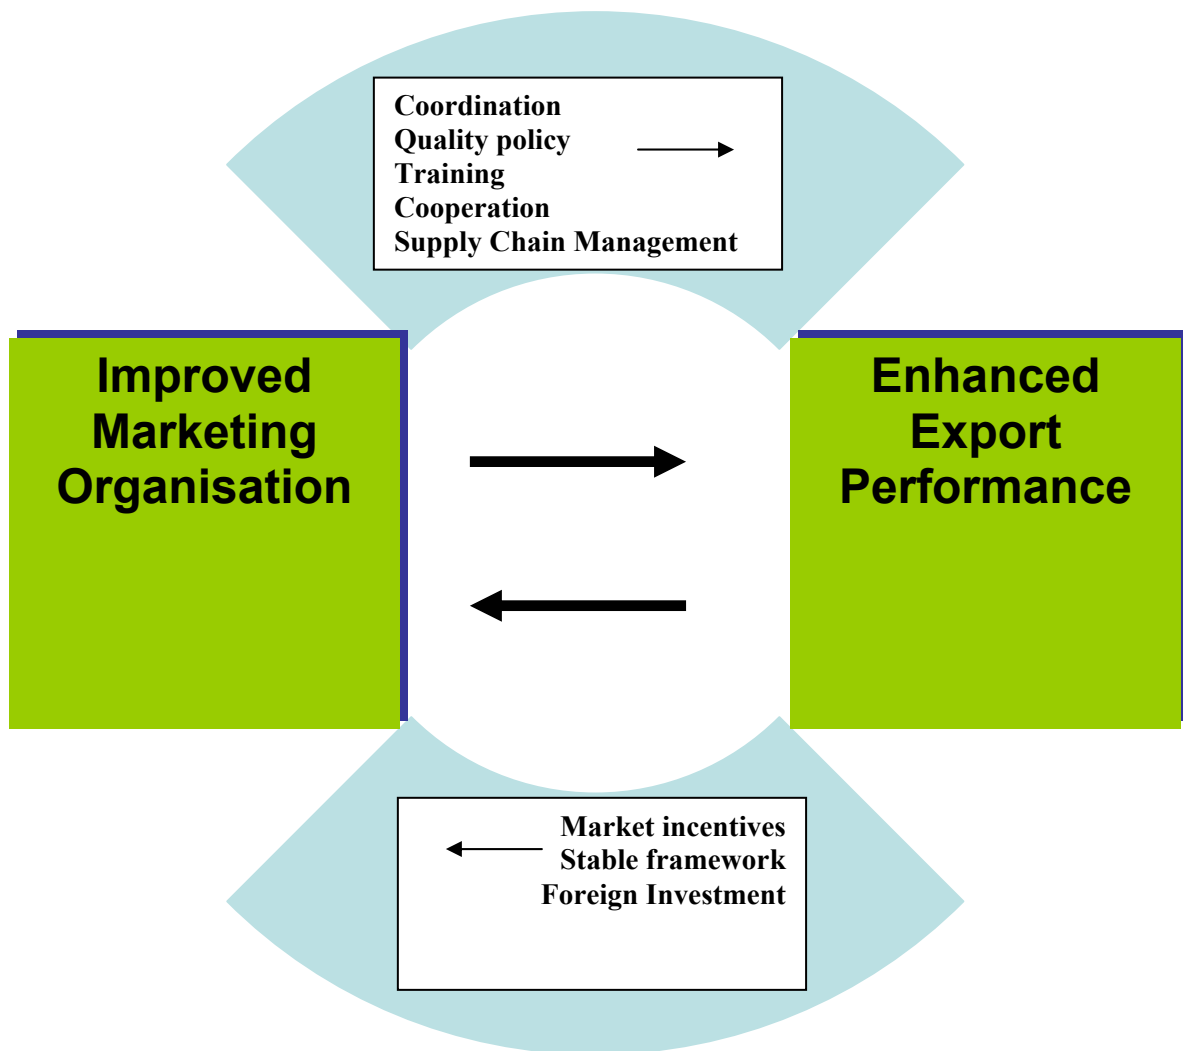 Coordination
Quality policy
Training
Cooperation
Supply Chain Management
Improved
Marketing
Organisation
Enhanced
Export
Performance
Market incentives
Stable framework
Foreign Investment